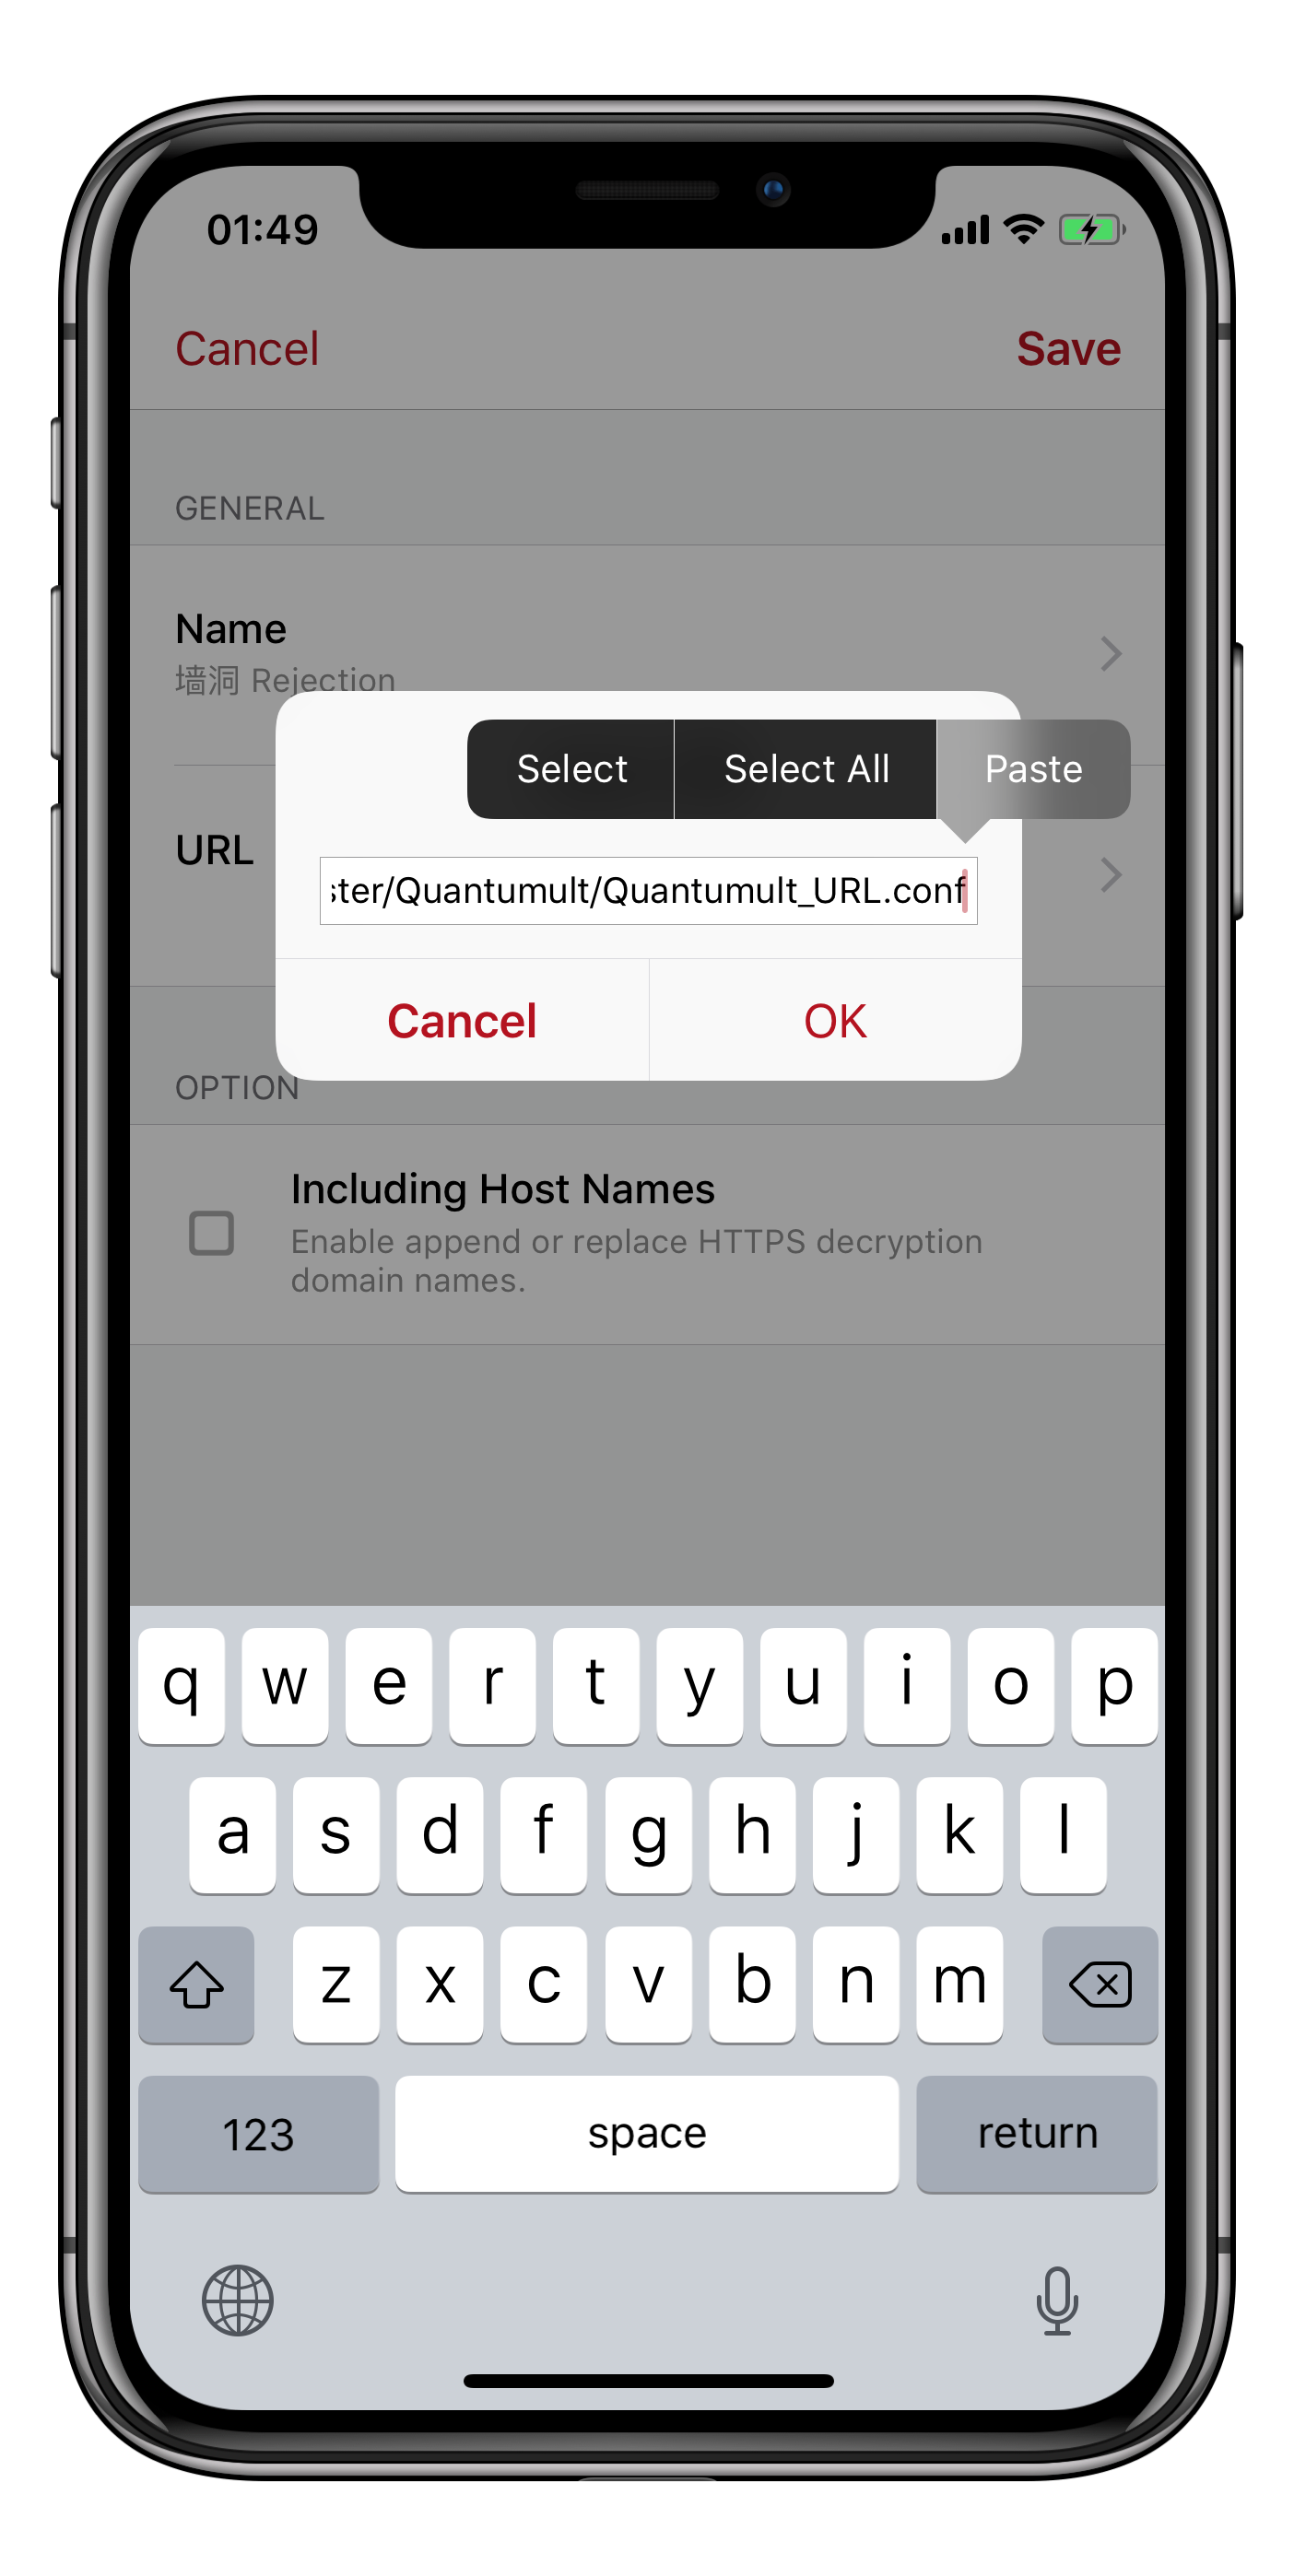 01:49
Cancel Save
GENERAL
Name
墙洞 Rejection
Select Select All Paste
URL
ster/Quantumult/Quantumult_URL.conf
Cancel OK
OPTION
Including Host Names
Enable append or replace HTTPS decryption
domain names.
q w e r t y u i o p
a s d f g h j k l
z x c v b n m
123 space return